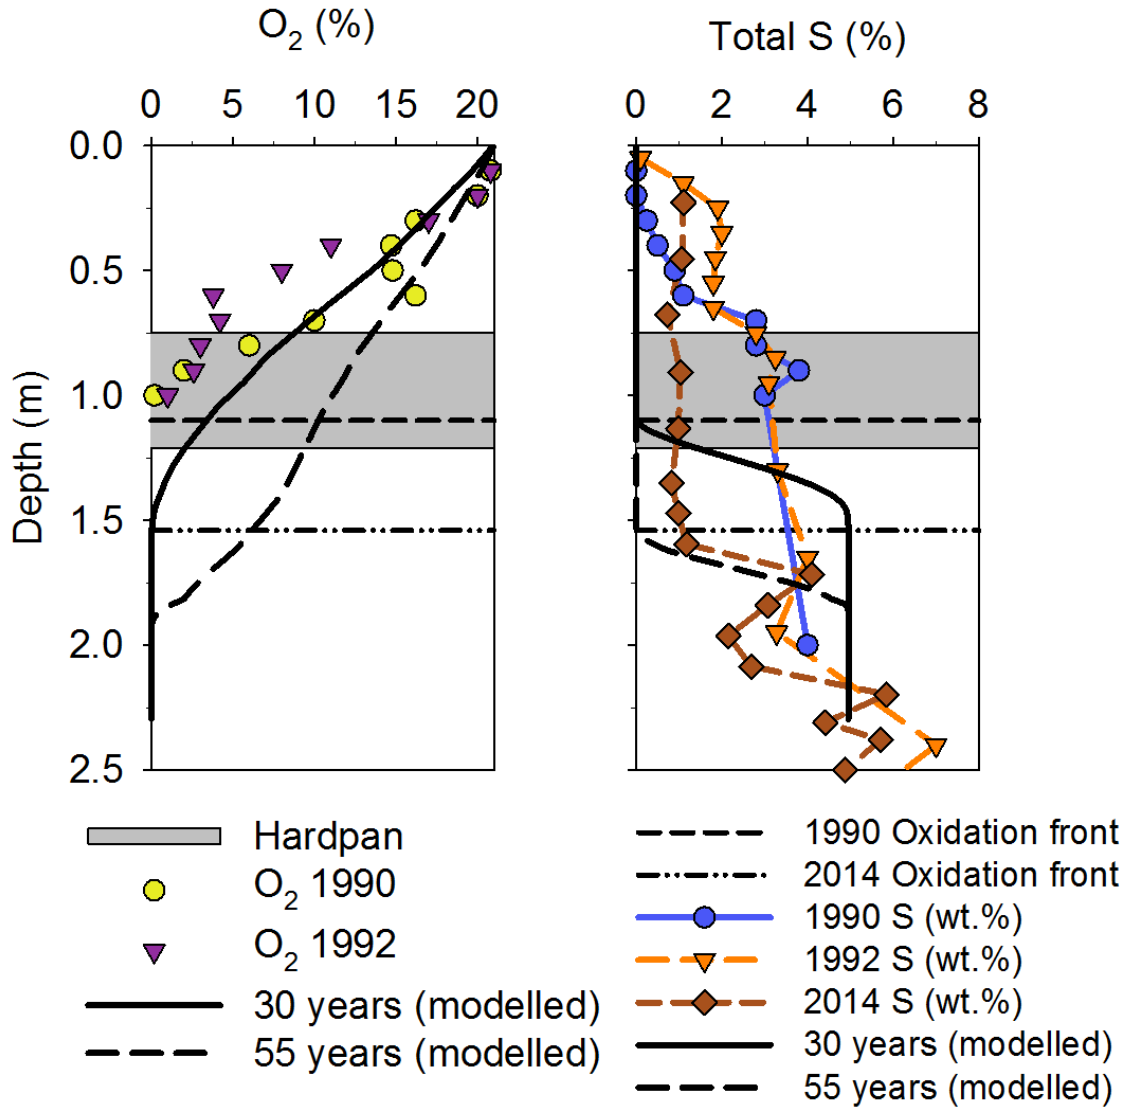 O2 (%)
Total S (%)
0 5 10 15 20
0 2 4 6 8
0.0
0.5
1.0
1.5
2.0
2.5
Depth (m)
Hardpan
O2 1990
O2 1992
30 years (modelled)
55 years (modelled)
1990 Oxidation front
2014 Oxidation front
1990 S (wt.%)
1992 S (wt.%)
2014 S (wt.%)
30 years (modelled)
55 years (modelled)